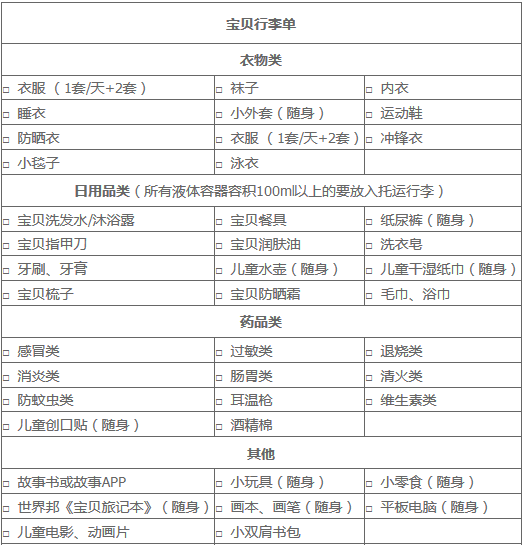 宝贝行李单
衣物类
□ 衣服（1套/天+2套） □ 袜子 □ 内衣
□ 睡衣 □ 小外套（随身） □ 运动鞋
□ 防晒衣 □ 衣服（1套/天+2套） □ 冲锋衣
□ 小毯子 □ 泳衣
日用品类（所有液体容器容积100ml以上的要放入托运行李）
□ 宝贝洗发水/沐浴露 □ 宝贝餐具 □ 纸尿裤（随身）
□ 宝贝指甲刀 □ 宝贝润肤油 □ 洗衣皂
□ 牙刷、牙膏 □ 儿童水壶（随身） □ 儿童干湿纸巾（随身）
□ 宝贝梳子 □ 宝贝防晒霜 □ 毛巾、浴巾
药品类
□ 感冒类 □ 过敏类 □ 退烧类
□ 消炎类 □ 肠胃类 □ 清火类
□ 防蚊虫类 □ 耳温枪 □ 维生素类
□ 儿童创口贴（随身） □ 酒精棉
其他
□ 故事书或故事APP □ 小玩具（随身） □ 小零食（随身）
□ 世界邦《宝贝旅记本》（随身） □ 画本、画笔（随身） □ 平板电脑（随身）
□ 儿童电影、动画片 □ 小双肩书包